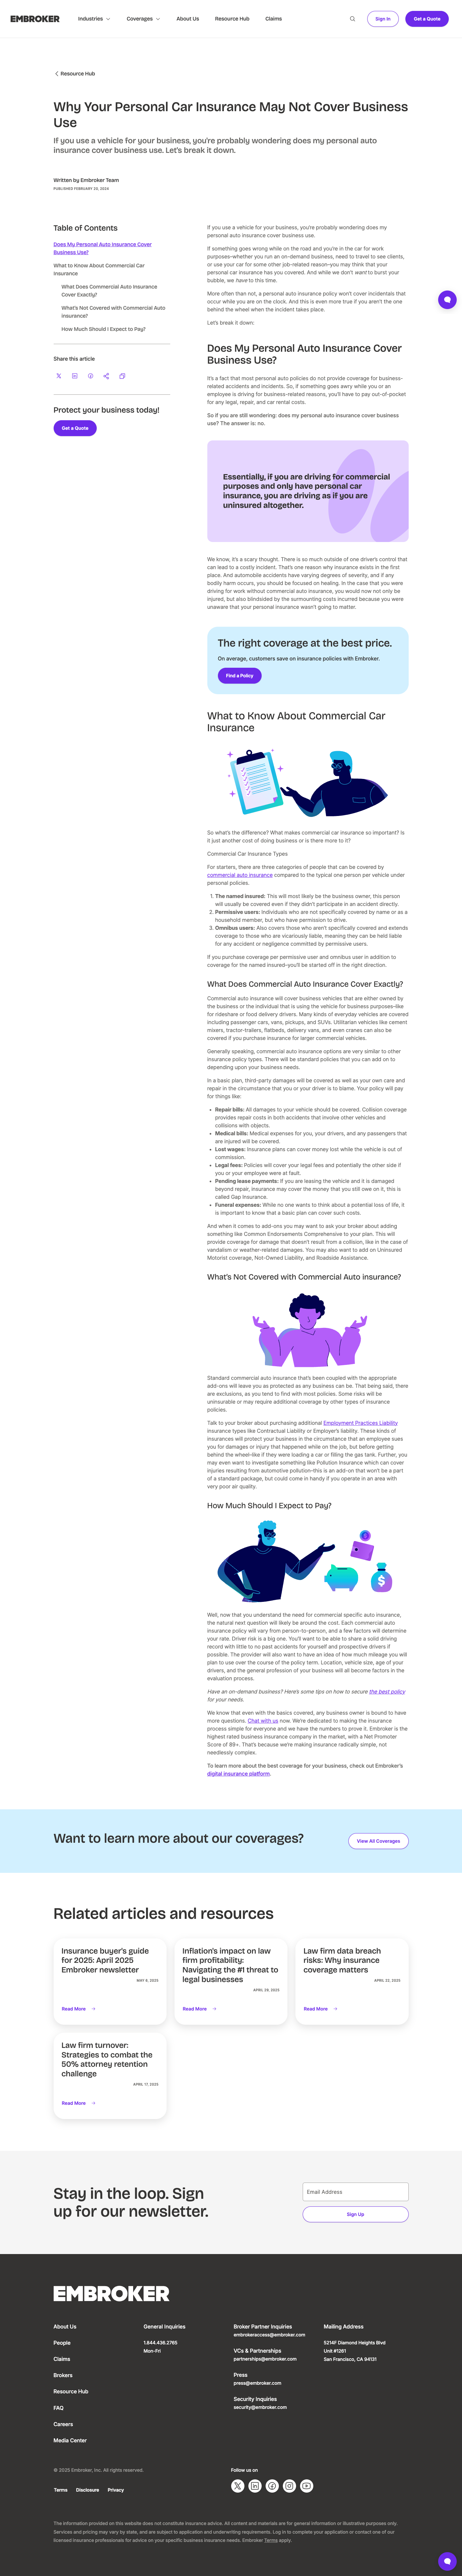 EMBROKER
Industries
Coverages
About Us
Resource Hub
Claims
Sign In
Get a Quote
Resource Hub
Why Your Personal Car Insurance May Not Cover Business
Use
If you use a vehicle for your business, you're probably wondering does my personal auto
insurance cover business use. Let's break it down.
Written by Embroker Team
PUBLISHED FEBRUARY 20, 2024
Table of Contents
Does My Personal Auto Insurance Cover
Business Use?
What to Know About Commercial Car
Insurance
What Does Commercial Auto Insurance
Cover Exactly?
What's Not Covered with Commercial Auto
insurance?
How Much Should I Expect to Pay?
Share this article
Protect your business today!
Get a Quote
If you use a vehicle for your business, you're probably wondering does my
personal auto insurance cover business use.
If something goes wrong while on the road and you're in the car for work
purposes–whether you run an on-demand business, need to travel to see clients,
or use your car for some other job-related reason–you might be wondering if your
personal car insurance has you covered. And while we don't want to burst your
bubble, we have to this time.
More often than not, a personal auto insurance policy won't cover incidents that
occur while you are on the clock. And this is even more true if you aren't the one
behind the wheel when the incident takes place.
Let's break it down:
Does My Personal Auto Insurance Cover
Business Use?
It's a fact that most personal auto policies do not provide coverage for business-
related accidents and incidents. So, if something goes awry while you or an
employee is driving for business reasons, you will likely be forced to pay out-of-
pocket for any legal, repair, and car rental costs.
So if you are still wondering: does my personal auto insurance cover business
use? The answer is: no.
Essentially, if you are driving for commercial
purposes and only have personal car
insurance, you are driving as if you are
uninsured altogether.
We know, it's a scary thought. There is so much outside of one driver's control that
can lead to a costly incident. That's the reason why insurance exists in the first
place. And automobile accidents have varying degrees of severity, and if any
bodily harm occurs, you should be insured based on probability. If you are driving
only for work without commercial auto insurance, you would not only be
uninsured, but also blindsided by the surrounding costs incurred because you were
unaware that your personal insurance wasn't going to matter.
The right coverage at the best price.
On average, customers save on insurance policies with Embroker.
Find a Policy
What to Know About Commercial Car
Insurance
So what's the difference? What makes commercial car insurance so important? Is
it just another cost of doing business or is there more to it?
Commercial Car Insurance Types
For starters, there are three categories of people that can be covered by
commercial auto insurance compared to the typical one person per vehicle under
personal policies.
1. The named insured: This will most likely be the business owner, this person
will usually be covered even if they didn't participate in an accident directly.
2. Permissive users: Individuals who are not specifically covered by name or as a
household member, but who have permission to drive.
3. Omnibus users: Also covers those who aren't specifically covered and extends
coverage to those who are vicariously liable, meaning they can be held liable
for any accident or negligence committed by permissive users.
If you purchase coverage per permissive user and omnibus user in addition to
coverage for the named insured–you'll be started off in the right direction.
What Does Commercial Auto Insurance Cover Exactly?
Commercial auto insurance will cover business vehicles that are either owned by
the business or the individual who is using the vehicle for business purposes–like
for rideshare or food delivery drivers. Many kinds of everyday vehicles are covered
including passenger cars, vans, pickups, and SUVs. Utilitarian vehicles like cement
mixers, tractor-trailers, flatbeds, delivery vans, and even cranes can also be
covered if you purchase insurance for larger commercial vehicles.
Generally speaking, commercial auto insurance options are very similar to other
insurance policy types. There will be standard policies that you can add on to
depending upon your business needs.
In a basic plan, third-party damages will be covered as well as your own care and
repair in the circumstance that you or your driver is to blame. Your policy will pay
for things like:
• Repair bills: All damages to your vehicle should be covered. Collision coverage
provides repair costs in both accidents that involve other vehicles and
collisions with objects.
• Medical bills: Medical expenses for you, your drivers, and any passengers that
are injured will be covered.
• Lost wages: Insurance plans can cover money lost while the vehicle is out of
commission.
• Legal fees: Policies will cover your legal fees and potentially the other side if
you or your employee were at fault.
• Pending lease payments: If you are leasing the vehicle and it is damaged
beyond repair, insurance may cover the money that you still owe on it, this is
called Gap Insurance.
• Funeral expenses: While no one wants to think about a potential loss of life, it
is important to know that a basic plan can cover such costs.
And when it comes to add-ons you may want to ask your broker about adding
something like Common Endorsements Comprehensive to your plan. This will
provide coverage for damage that doesn't result from a collision, like in the case of
vandalism or weather-related damages. You may also want to add on Uninsured
Motorist coverage, Not-Owned Liability, and Roadside Assistance.
What's Not Covered with Commercial Auto insurance?
Standard commercial auto insurance that's been coupled with the appropriate
add-ons will leave you as protected as any business can be. That being said, there
are exclusions, as you tend to find with most policies. Some risks will be
uninsurable or may require additional coverage by other types of insurance
policies.
Talk to your broker about purchasing additional Employment Practices Liability
insurance types like Contractual Liability or Employer's liability. These kinds of
insurances will protect your business in the circumstance that an employee sues
you for damages or injury that happened while on the job, but before getting
behind the wheel–like if they were loading a car or filling the gas tank. Further, you
may want to investigate something like Pollution Insurance which can cover over
injuries resulting from automotive pollution–this is an add-on that won't be a part
of a standard package, but could come in handy if you operate in an area with
very poor air quality.
How Much Should I Expect to Pay?
Well, now that you understand the need for commercial specific auto insurance,
the natural next question will likely be around the cost. Each commercial auto
insurance policy will vary from person-to-person, and a few factors will determine
your rate. Driver risk is a big one. You'll want to be able to share a solid driving
record with little to no past accidents for yourself and potential drivers if
possible. The provider will also want to have an idea of how much mileage you will
plan to use over the course of the policy term. Location, vehicle size, age of your
drivers, and the general profession of your business will all become factors in the
evaluation process.
Have an on-demand business? Here's some tips on how to secure the best policy
for your needs.
We know that even with the basics covered, any business owner is bound to have
more questions. Chat with us now. We're dedicated to making the insurance
process simple for everyone and we have the numbers to prove it. Embroker is the
highest rated business insurance company in the market, with a Net Promoter
Score of 89+. That's because we're making insurance radically simple, not
needlessly complex.
To learn more about the best coverage for your business, check out Embroker's
digital insurance platform.
Want to learn more about our coverages?
View All Coverages
Related articles and resources
Insurance buyer's guide
for 2025: April 2025
Embroker newsletter
MAY 6, 2025
Read More
Inflation's impact on law
firm profitability:
Navigating the #1 threat to
legal businesses
APRIL 29, 2025
Read More
Law firm data breach
risks: Why insurance
coverage matters
APRIL 22, 2025
Read More
Law firm turnover:
Strategies to combat the
50% attorney retention
challenge
APRIL 17, 2025
Read More
Stay in the loop. Sign
up for our newsletter.
Email Address
Sign Up
EMBROKER
About Us
People
Claims
Brokers
Resource Hub
FAQ
Careers
Media Center
General Inquiries
1.844.436.2765
Mon-Fri
Broker Partner Inquiries
embrokeraccess@embroker.com
VCs & Partnerships
partnerships@embroker.com
Press
press@embroker.com
Security Inquiries
security@embroker.com
Mailing Address
5214F Diamond Heights Blvd
Unit #1261
San Francisco, CA 94131
© 2025 Embroker, Inc. All rights reserved.
Terms
Disclosure
Privacy
Follow us on
The information provided on this website does not constitute insurance advice. All content and materials are for general information or illustrative purposes only.
Services and pricing may vary by state, and are subject to application and underwriting requirements. Log in to complete your application or contact one of our
licensed insurance professionals for advice on your specific business insurance needs. Embroker Terms apply.